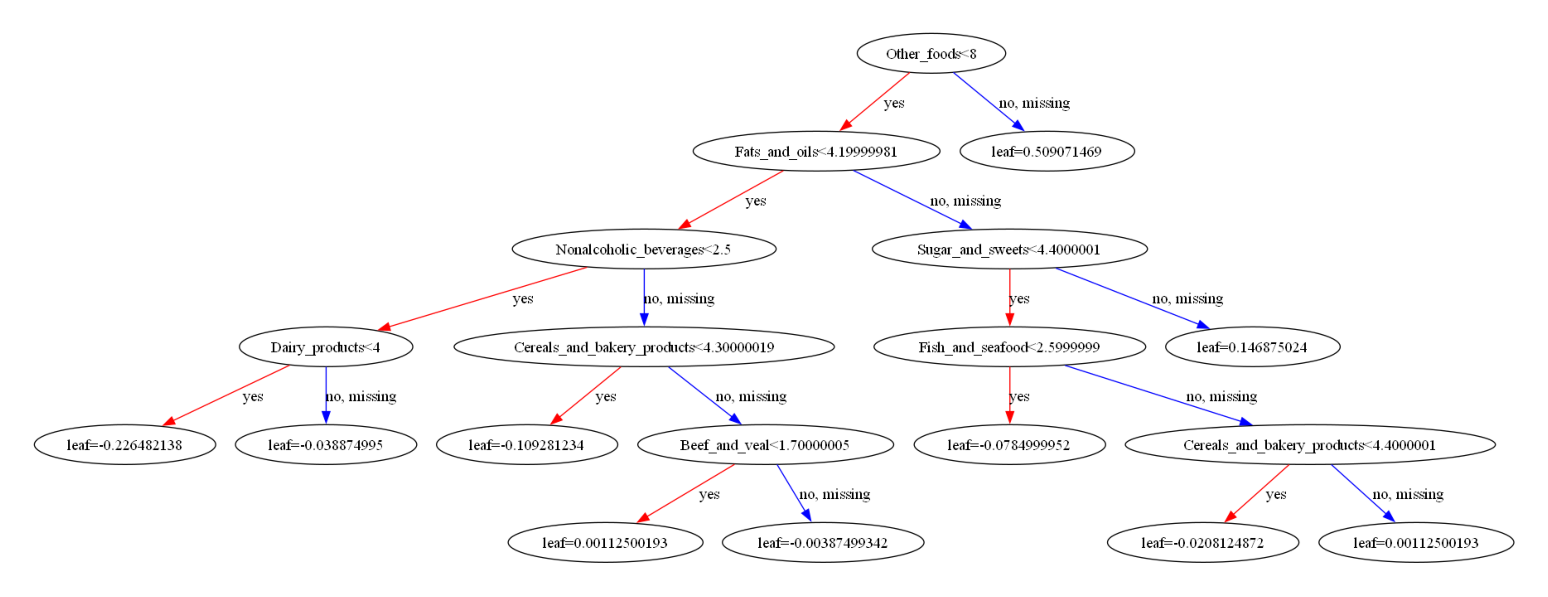 Other_foods<8
yes
no, missing
Fats_and_oils<4.19999981
leaf=0.509071469
yes
no, missing
Nonalcoholic_beverages<2.5
Sugar_and_sweets<4.4000001
yes
no, missing
yes
no, missing
Dairy_products<4
Cereals_and_bakery_products<4.30000019
Fish_and_seafood<2.5999999
leaf=0.146875024
yes
no, missing
yes
no, missing
yes
no, missing
leaf=-0.226482138
leaf=-0.038874995
leaf=-0.109281234
Beef_and_veal<1.70000005
leaf=-0.0784999952
Cereals_and_bakery_products<4.4000001
yes
no, missing
yes
no, missing
leaf=0.00112500193
leaf=-0.00387499342
leaf=-0.0208124872
leaf=0.00112500193